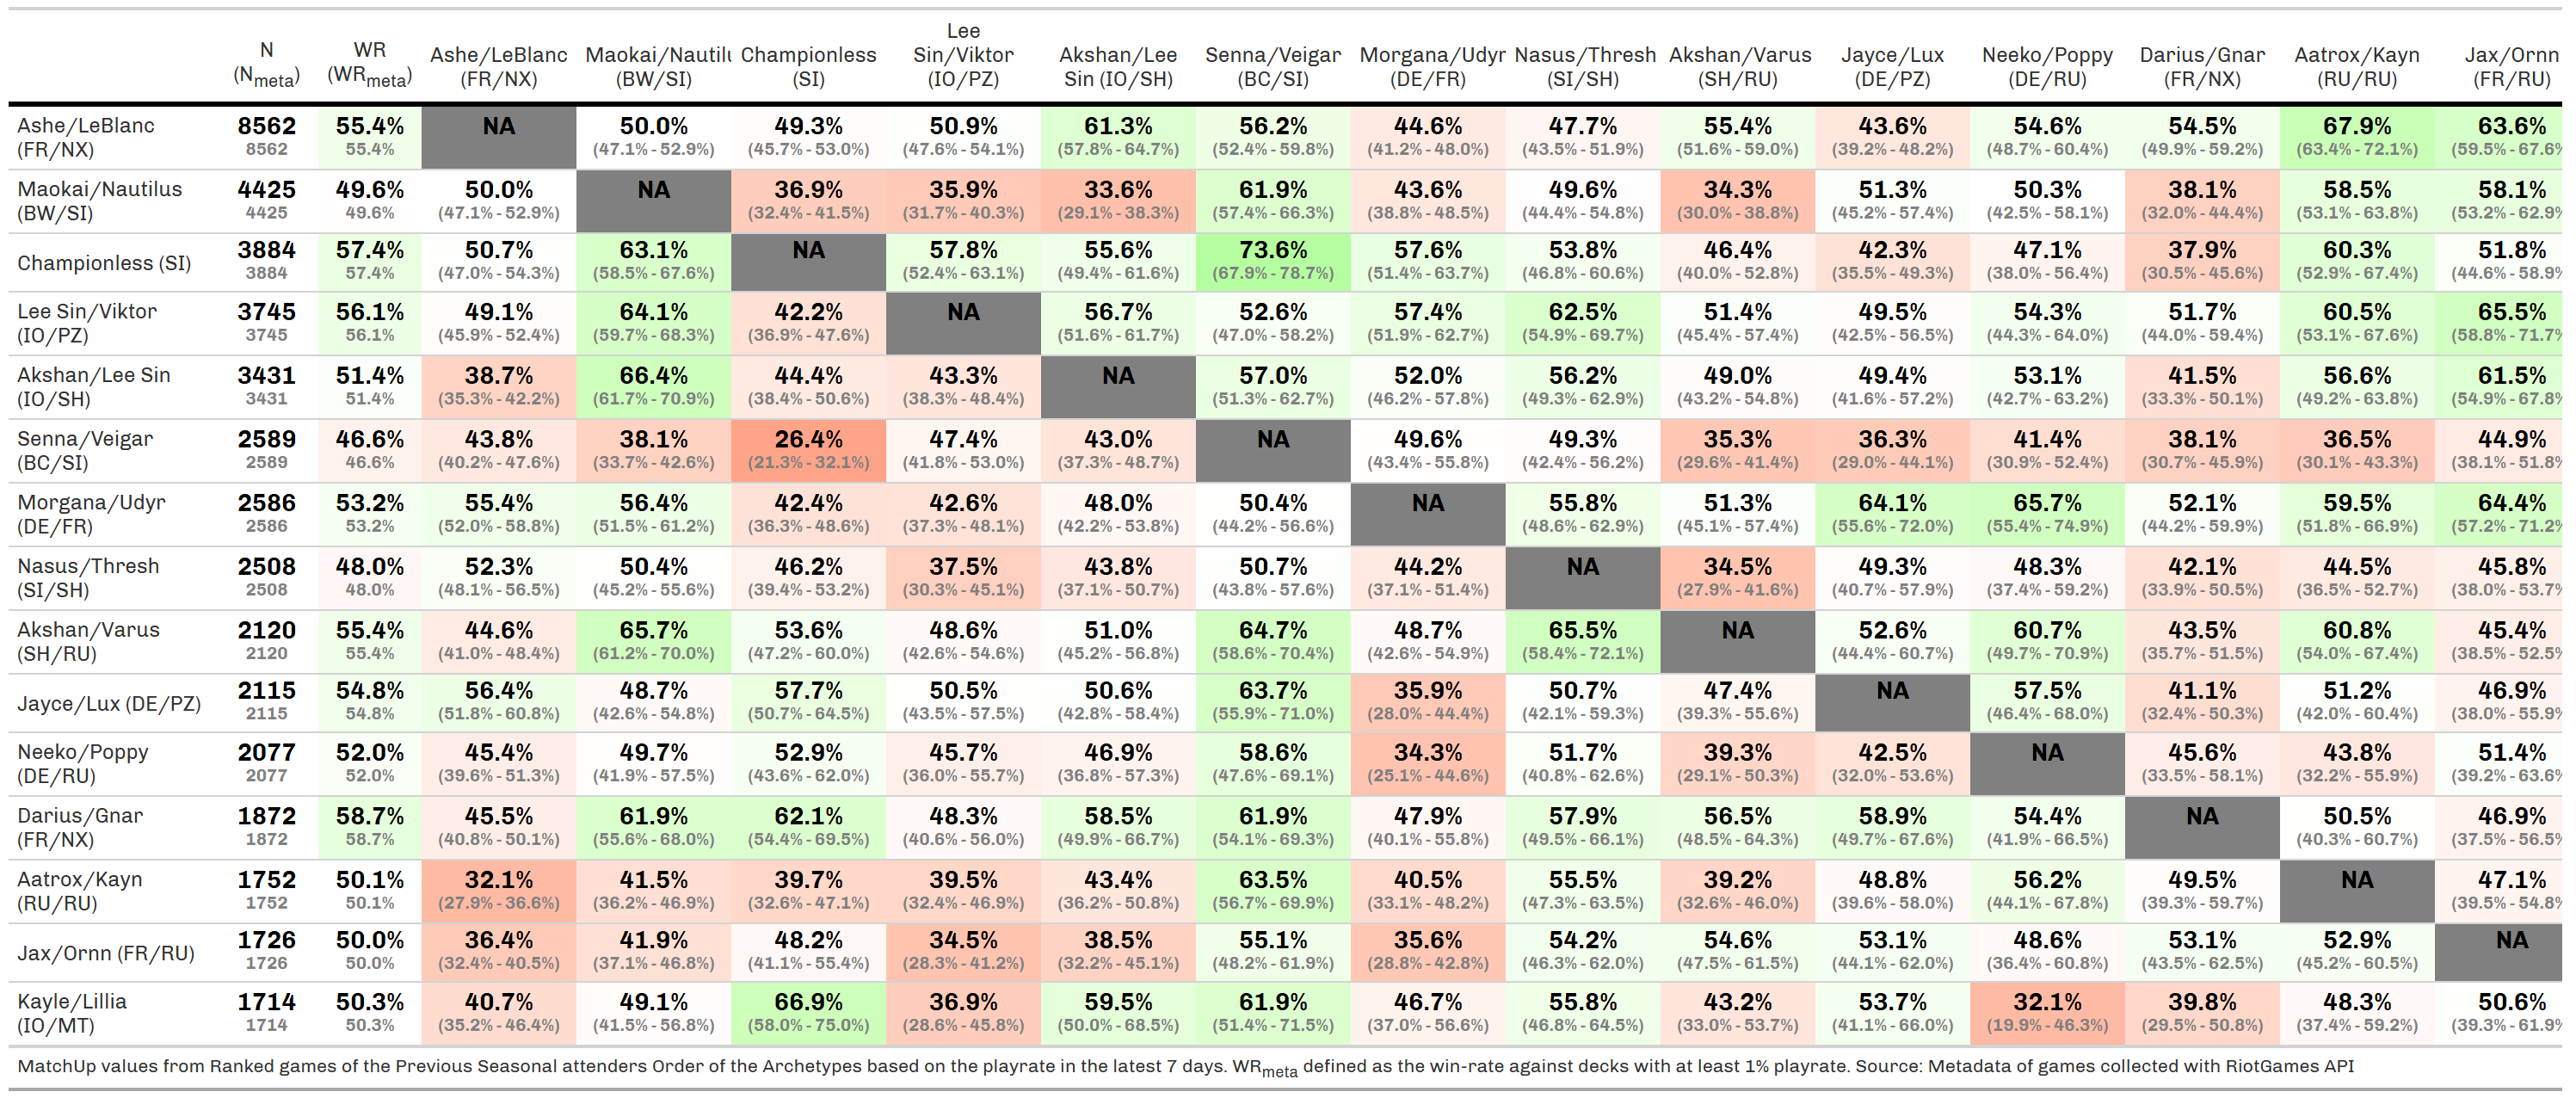 N (Nmeta) WR (WRmeta) Ashe/LeBlanc (FR/NX) Maokai/Nautilu (BW/SI) Championless (SI) Lee Sin/Viktor (IO/PZ) Akshan/Lee Sin (IO/SH) Senna/Veigar (BC/SI) Morgana/Udyr (DE/FR) Nasus/Thresh (SI/SH) Akshan/Varus (SH/RU) Jayce/Lux (DE/PZ) Neeko/Poppy (DE/RU) Darius/Gnar (FR/NX) Aatrox/Kayn (RU/RU) Jax/Ornn (FR/RU)
Ashe/LeBlanc 8562 55.4% NA 50.0% 49.3% 50.9% 61.3% 56.2% 44.6% 47.7% 55.4% 43.6% 54.6% 54.5% 67.9% 63.6%
(FR/NX) 8562 55.4% (47.1% - 52.9%) (45.7% - 53.0%) (47.6% - 54.1%) (57.8% - 64.7%) (52.4% - 59.8%) (41.2% - 48.0%) (43.5% - 51.9%) (51.6% - 59.0%) (39.2% - 48.2%) (48.7% - 60.4%) (49.9% - 59.2%) (63.4% - 72.1%) (59.5% - 67.6%
Maokai/Nautilus 4425 49.6% 50.0% NA 36.9% 35.9% 33.6% 61.9% 43.6% 49.6% 34.3% 51.3% 50.3% 38.1% 58.5% 58.1%
(BW/SI) 4425 49.6% (47.1% - 52.9%) (32.4% - 41.5%) (31.7% - 40.3%) (29.1% - 38.3%) (57.4% - 66.3%) (38.8% - 48.5%) (44.4% - 54.8%) (30.0% - 38.8%) (45.2% - 57.4%) (42.5% - 58.1%) (32.0% - 44.4%) (53.1% - 63.8%) (53.2% - 62.9%
Championless (SI) 3884 57.4% 50.7% 63.1% NA 57.8% 55.6% 73.6% 57.6% 53.8% 46.4% 42.3% 47.1% 37.9% 60.3% 51.8%
3884 57.4% (47.0% - 54.3%) (58.5% - 67.6%) (52.4% - 63.1%) (49.4% - 61.6%) (67.9% - 78.7%) (51.4% - 63.7%) (46.8% - 60.6%) (40.0% - 52.8%) (35.5% - 49.3%) (38.0% - 56.4%) (30.5% - 45.6%) (52.9% - 67.4%) (44.6% - 58.9%
Lee Sin/Viktor 3745 56.1% 49.1% 64.1% 42.2% NA 56.7% 52.6% 57.4% 62.5% 51.4% 49.5% 54.3% 51.7% 60.5% 65.5%
(IO/PZ) 3745 56.1% (45.9% - 52.4%) (59.7% - 68.3%) (36.9% - 47.6%) (51.6% - 61.7%) (47.0% - 58.2%) (51.9% - 62.7%) (54.9% - 69.7%) (45.4% - 57.4%) (42.5% - 56.5%) (44.3% - 64.0%) (44.0% - 59.4%) (53.1% - 67.6%) (58.8% - 71.7%
Akshan/Lee Sin 3431 51.4% 38.7% 66.4% 44.4% 43.3% NA 57.0% 52.0% 56.2% 49.0% 49.4% 53.1% 41.5% 56.6% 61.5%
(IO/SH) 3431 51.4% (35.3% - 42.2%) (61.7% - 70.9%) (38.4% - 50.6%) (38.3% - 48.4%) (51.3% - 62.7%) (46.2% - 57.8%) (49.3% - 62.9%) (43.2% - 54.8%) (41.6% - 57.2%) (42.7% - 63.2%) (33.3% - 50.1%) (49.2% - 63.8%) (54.9% - 67.8%
Senna/Veigar 2589 46.6% 43.8% 38.1% 26.4% 47.4% 43.0% NA 49.6% 49.3% 35.3% 36.3% 41.4% 38.1% 36.5% 44.9%
(BC/SI) 2589 46.6% (40.2% - 47.6%) (33.7% - 42.6%) (21.3% - 32.1%) (41.8% - 53.0%) (37.3% - 48.7%) (43.4% - 55.8%) (42.4% - 56.2%) (29.6% - 41.4%) (29.0% - 44.1%) (30.9% - 52.4%) (30.7% - 45.9%) (30.1% - 43.3%) (38.1% - 51.8%
Morgana/Udyr 2586 53.2% 55.4% 56.4% 42.4% 42.6% 48.0% 50.4% NA 55.8% 51.3% 64.1% 65.7% 52.1% 59.5% 64.4%
(DE/FR) 2586 53.2% (52.0% - 58.8%) (51.5% - 61.2%) (36.3% - 48.6%) (37.3% - 48.1%) (42.2% - 53.8%) (44.2% - 56.6%) (48.6% - 62.9%) (45.1% - 57.4%) (55.6% - 72.0%) (55.4% - 74.9%) (44.2% - 59.9%) (51.8% - 66.9%) (57.2% - 71.2%
Nasus/Thresh 2508 48.0% 52.3% 50.4% 46.2% 37.5% 43.8% 50.7% 44.2% NA 34.5% 49.3% 48.3% 42.1% 44.5% 45.8%
(SI/SH) 2508 48.0% (48.1% - 56.5%) (45.2% - 55.6%) (39.4% - 53.2%) (30.3% - 45.1%) (37.1% - 50.7%) (43.8% - 57.6%) (37.1% - 51.4%) (27.9% - 41.6%) (40.7% - 57.9%) (37.4% - 59.2%) (33.9% - 50.5%) (36.5% - 52.7%) (38.0% - 53.7%
Akshan/Varus 2120 55.4% 44.6% 65.7% 53.6% 48.6% 51.0% 64.7% 48.7% 65.5% NA 52.6% 60.7% 43.5% 60.8% 45.4%
(SH/RU) 2120 55.4% (41.0% - 48.4%) (61.2% - 70.0%) (47.2% - 60.0%) (42.6% - 54.6%) (45.2% - 56.8%) (58.6% - 70.4%) (42.6% - 54.9%) (58.4% - 72.1%) (44.4% - 60.7%) (49.7% - 70.9%) (35.7% - 51.5%) (54.0% - 67.4%) (38.5% - 52.5%
Jayce/Lux (DE/PZ) 2115 54.8% 56.4% 48.7% 57.7% 50.5% 50.6% 63.7% 35.9% 50.7% 47.4% NA 57.5% 41.1% 51.2% 46.9%
2115 54.8% (51.8% - 60.8%) (42.6% - 54.8%) (50.7% - 64.5%) (43.5% - 57.5%) (42.8% - 58.4%) (55.9% - 71.0%) (28.0% - 44.4%) (42.1% - 59.3%) (39.3% - 55.6%) (46.4% - 68.0%) (32.4% - 50.3%) (42.0% - 60.4%) (38.0% - 55.9%
Neeko/Poppy 2077 52.0% 45.4% 49.7% 52.9% 45.7% 46.9% 58.6% 34.3% 51.7% 39.3% 42.5% NA 45.6% 43.8% 51.4%
(DE/RU) 2077 52.0% (39.6% - 51.3%) (41.9% - 57.5%) (43.6% - 62.0%) (36.0% - 55.7%) (36.8% - 57.3%) (47.6% - 69.1%) (25.1% - 44.6%) (40.8% - 62.6%) (29.1% - 50.3%) (32.0% - 53.6%) (33.5% - 58.1%) (32.2% - 55.9%) (39.2% - 63.6%
Darius/Gnar 1872 58.7% 45.5% 61.9% 62.1% 48.3% 58.5% 61.9% 47.9% 57.9% 56.5% 58.9% 54.4% NA 50.5% 46.9%
(FR/NX) 1872 58.7% (40.8% - 50.1%) (55.6% - 68.0%) (54.4% - 69.5%) (40.6% - 56.0%) (49.9% - 66.7%) (54.1% - 69.3%) (40.1% - 55.8%) (49.5% - 66.1%) (48.5% - 64.3%) (49.7% - 67.6%) (41.9% - 66.5%) (40.3% - 60.7%) (37.5% - 56.5%
Aatrox/Kayn 1752 50.1% 32.1% 41.5% 39.7% 39.5% 43.4% 63.5% 40.5% 55.5% 39.2% 48.8% 56.2% 49.5% NA 47.1%
(RU/RU) 1752 50.1% (27.9% - 36.6%) (36.2% - 46.9%) (32.6% - 47.1%) (32.4% - 46.9%) (36.2% - 50.8%) (56.7% - 69.9%) (33.1% - 48.2%) (47.3% - 63.5%) (32.6% - 46.0%) (39.6% - 58.0%) (44.1% - 67.8%) (39.3% - 59.7%) (39.5% - 54.8%
Jax/Ornn (FR/RU) 1726 50.0% 36.4% 41.9% 48.2% 34.5% 38.5% 55.1% 35.6% 54.2% 54.6% 53.1% 48.6% 53.1% 52.9% NA
1726 50.0% (32.4% - 40.5%) (37.1% - 46.8%) (41.1% - 55.4%) (28.3% - 41.2%) (32.2% - 45.1%) (48.2% - 61.9%) (28.8% - 42.8%) (46.3% - 62.0%) (47.5% - 61.5%) (44.1% - 62.0%) (36.4% - 60.8%) (43.5% - 62.5%) (45.2% - 60.5%)
Kayle/Lillia 1714 50.3% 40.7% 49.1% 66.9% 36.9% 59.5% 61.9% 46.7% 55.8% 43.2% 53.7% 32.1% 39.8% 48.3% 50.6%
(IO/MT) 1714 50.3% (35.2% - 46.4%) (41.5% - 56.8%) (58.0% - 75.0%) (28.6% - 45.8%) (50.0% - 68.5%) (51.4% - 71.5%) (37.0% - 56.6%) (46.8% - 64.5%) (33.0% - 53.7%) (41.1% - 66.0%) (19.9% - 46.3%) (29.5% - 50.8%) (37.4% - 59.2%) (39.3% - 61.9%
MatchUp values from Ranked games of the Previous Seasonal attenders Order of the Archetypes based on the playrate in the latest 7 days. WRmeta defined as the win-rate against decks with at least 1% playrate. Source: Metadata of games collected with RiotGames API